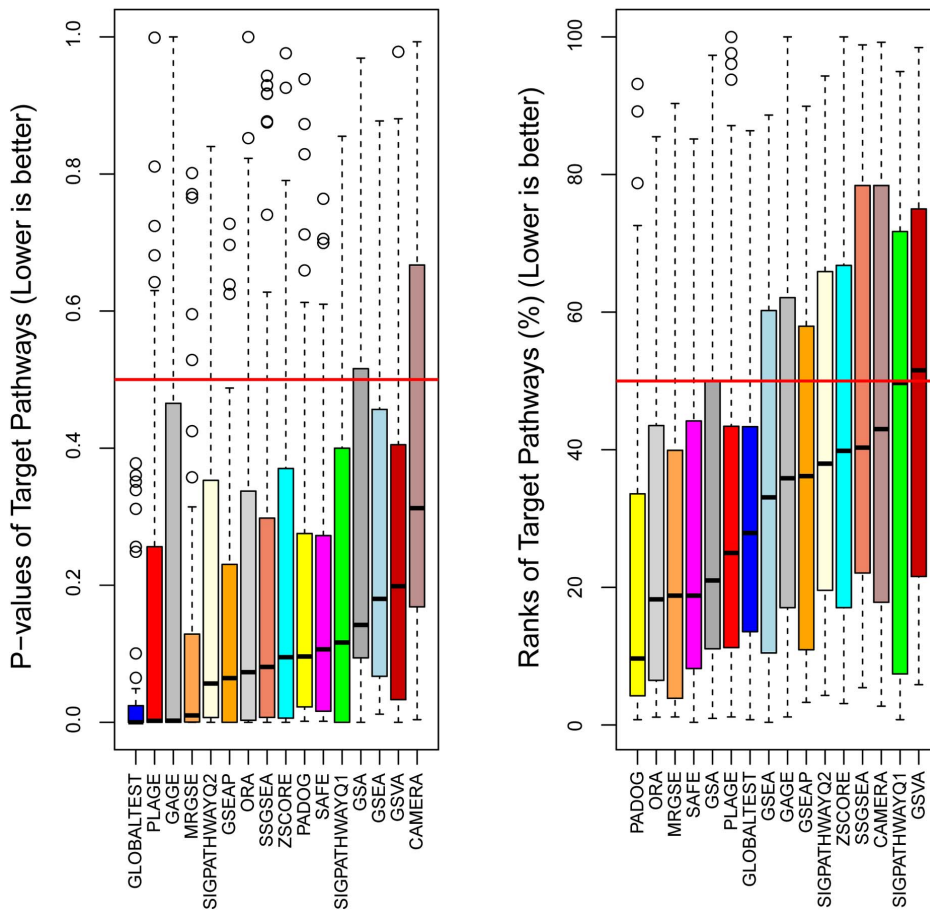 P−values of Target Pathways (Lower is better)
1.0
0.8
0.6
0.4
0.2
0.0
GLOBALTEST
PLAGE
GAGE
MRGSE
SIGPATHWAYQ2
GSEAP
ORA
SSGSEA
ZSCORE
PADOG
SAFE
SIGPATHWAYQ1
GSA
GSEA
GSVA
CAMERA
Ranks of Target Pathways (%) (Lower is better)
100
80
60
40
20
0
PADOG
ORA
MRGSE
SAFE
GSA
PLAGE
GLOBALTEST
GSEA
GAGE
GSEAP
SIGPATHWAYQ2
ZSCORE
SSGSEA
CAMERA
SIGPATHWAYQ1
GSVA